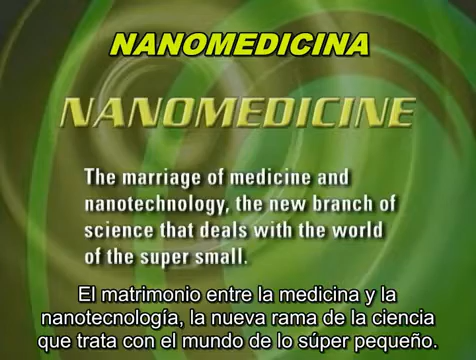 NANOMEDICINA
NANOMEDICINE
The marriage of medicine and
nanotechnology, the new branch of
science that deals with the world
of the super small.
El matrimonio entre la medicina y la
nanotecnología, la nueva rama de la ciencia
que trata con el mundo de lo súper pequeño.